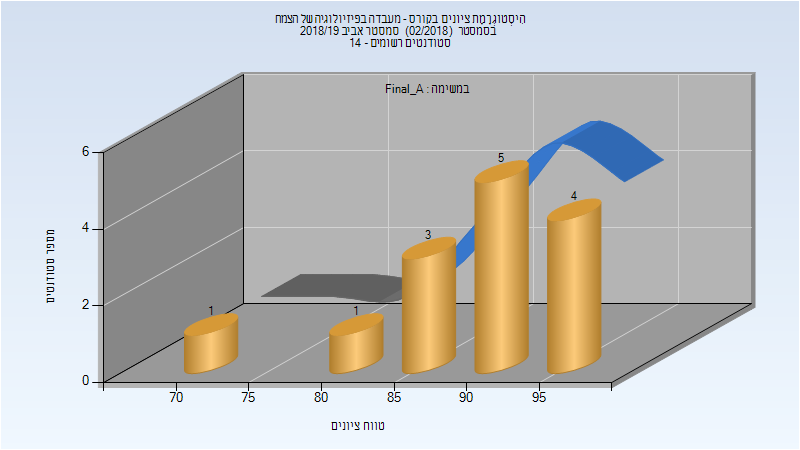 היסטוגרמת ציונים בקורס - מעבדה בפיזיולוגיה של הצמח
בסמסטר (02/2018) סמסטר אביב 2018/19
סטודנטים רשומים - 14
במשימה : Final_A
מספר סטודנטים
6
4
2
0
1
1
3
5
4
70 75 80 85 90 95
טווח ציונים